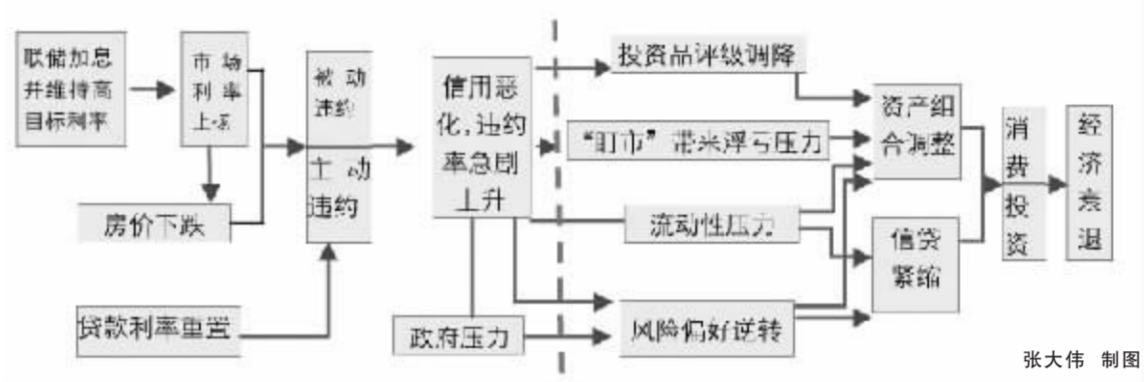 联储加息
并维持高
目标利率
市场
利率
上涨
房价下跌
贷款利率重置
被动
违约
主动
违约
信用恶
化,违约
率急剧
上升
政府压力
投资品评级调降
“盯市”带来浮亏压力
流动性压力
风险偏好逆转
资产组
合调整
信贷
紧缩
消
费
投
资
经
济
衰
退
张大伟 制图